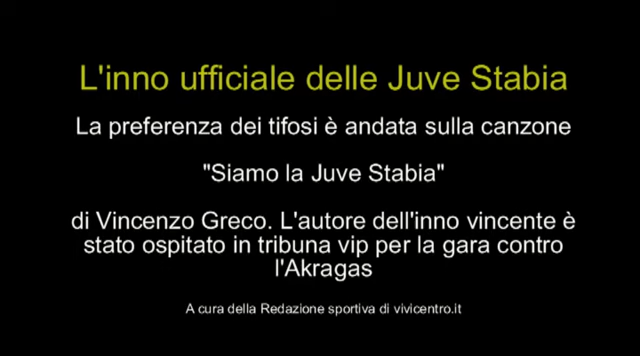 L'inno ufficiale delle Juve Stabia
La preferenza dei tifosi è andata sulla canzone
"Siamo la Juve Stabia"
di Vincenzo Greco. L'autore dell'inno vincente è
stato ospitato in tribuna vip per la gara contro
l'Akragas
A cura della Redazione sportiva di vivicentro.it